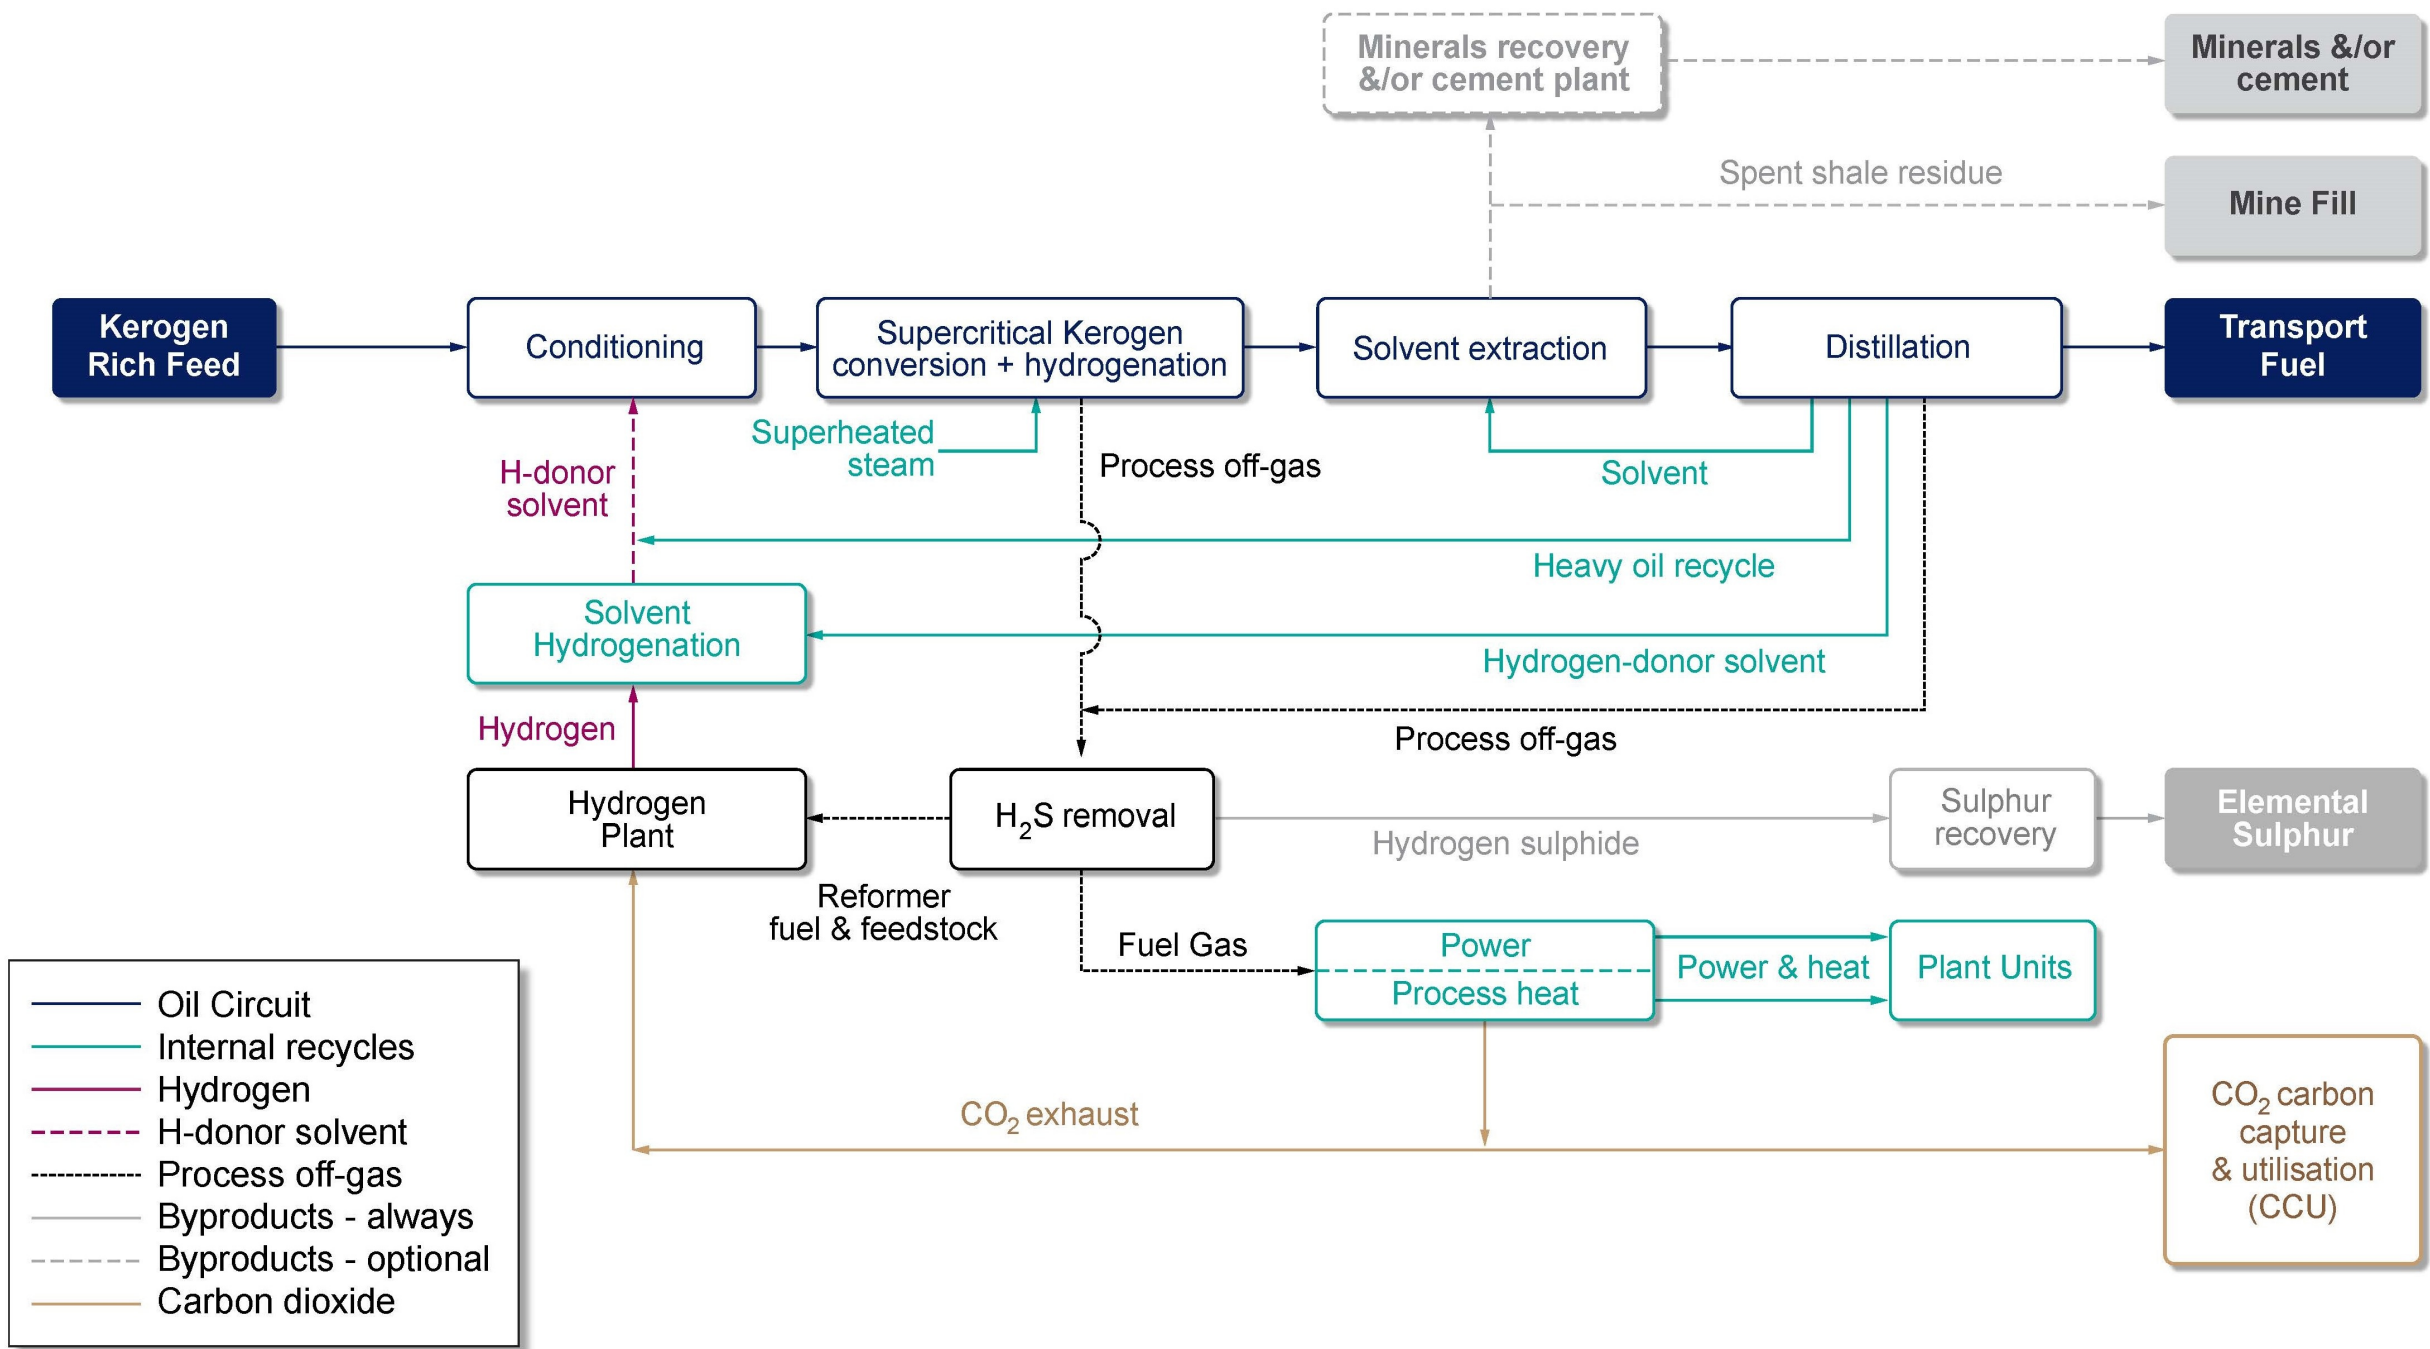 Minerals recovery
&/or cement plant
Minerals &/or
cement
Spent shale residue
Mine Fill
Kerogen
Rich Feed
Conditioning
Supercritical Kerogen
conversion + hydrogenation
Solvent extraction
Distillation
Transport
Fuel
Superheated
steam
H-donor
solvent
Process off-gas
Solvent
Heavy oil recycle
Solvent
Hydrogenation
Hydrogen-donor solvent
Hydrogen
Process off-gas
Hydrogen
Plant
H₂S removal
Hydrogen sulphide
Sulphur
recovery
Elemental
Sulphur
Reformer
fuel & feedstock
Fuel Gas
Power
Process heat
Power & heat
Plant Units
CO₂ exhaust
CO₂ carbon
capture
& utilisation
(CCU)
Oil Circuit
Internal recycles
Hydrogen
H-donor solvent
Process off-gas
Byproducts - always
Byproducts - optional
Carbon dioxide